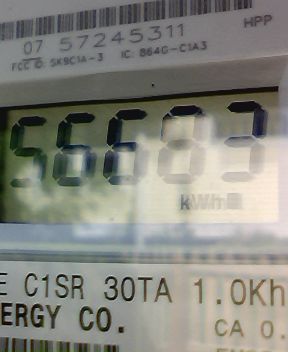 HPP
07 57245311
FCC ID: SK9C1A-3 IC: 864G-C1A3
56683
kWh
E C1SR 30TA 1.0Kh
ERGY CO.
CA 0.